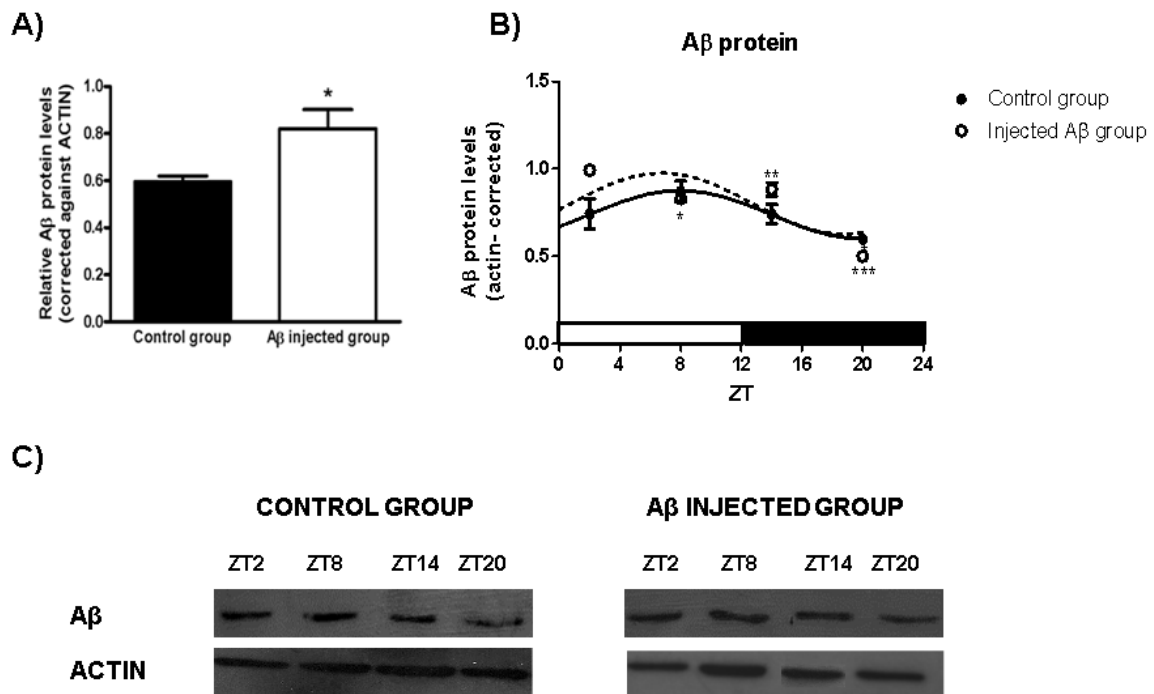 A)
Relative Aβ protein levels
(corrected against ACTIN)
1.0
0.8
0.6
0.4
0.2
0.0
*
Control group
Aβ injected group
B)
Aβ protein
Aβ protein levels
(actin- corrected)
1.5
1.0
0.5
0.0
*
**
***
0
4
8
12
16
20
24
ZT
Control group
Injected Aβ group
C)
CONTROL GROUP
Aβ INJECTED GROUP
ZT2 ZT8 ZT14 ZT20
ZT2 ZT8 ZT14 ZT20
Aβ
ACTIN